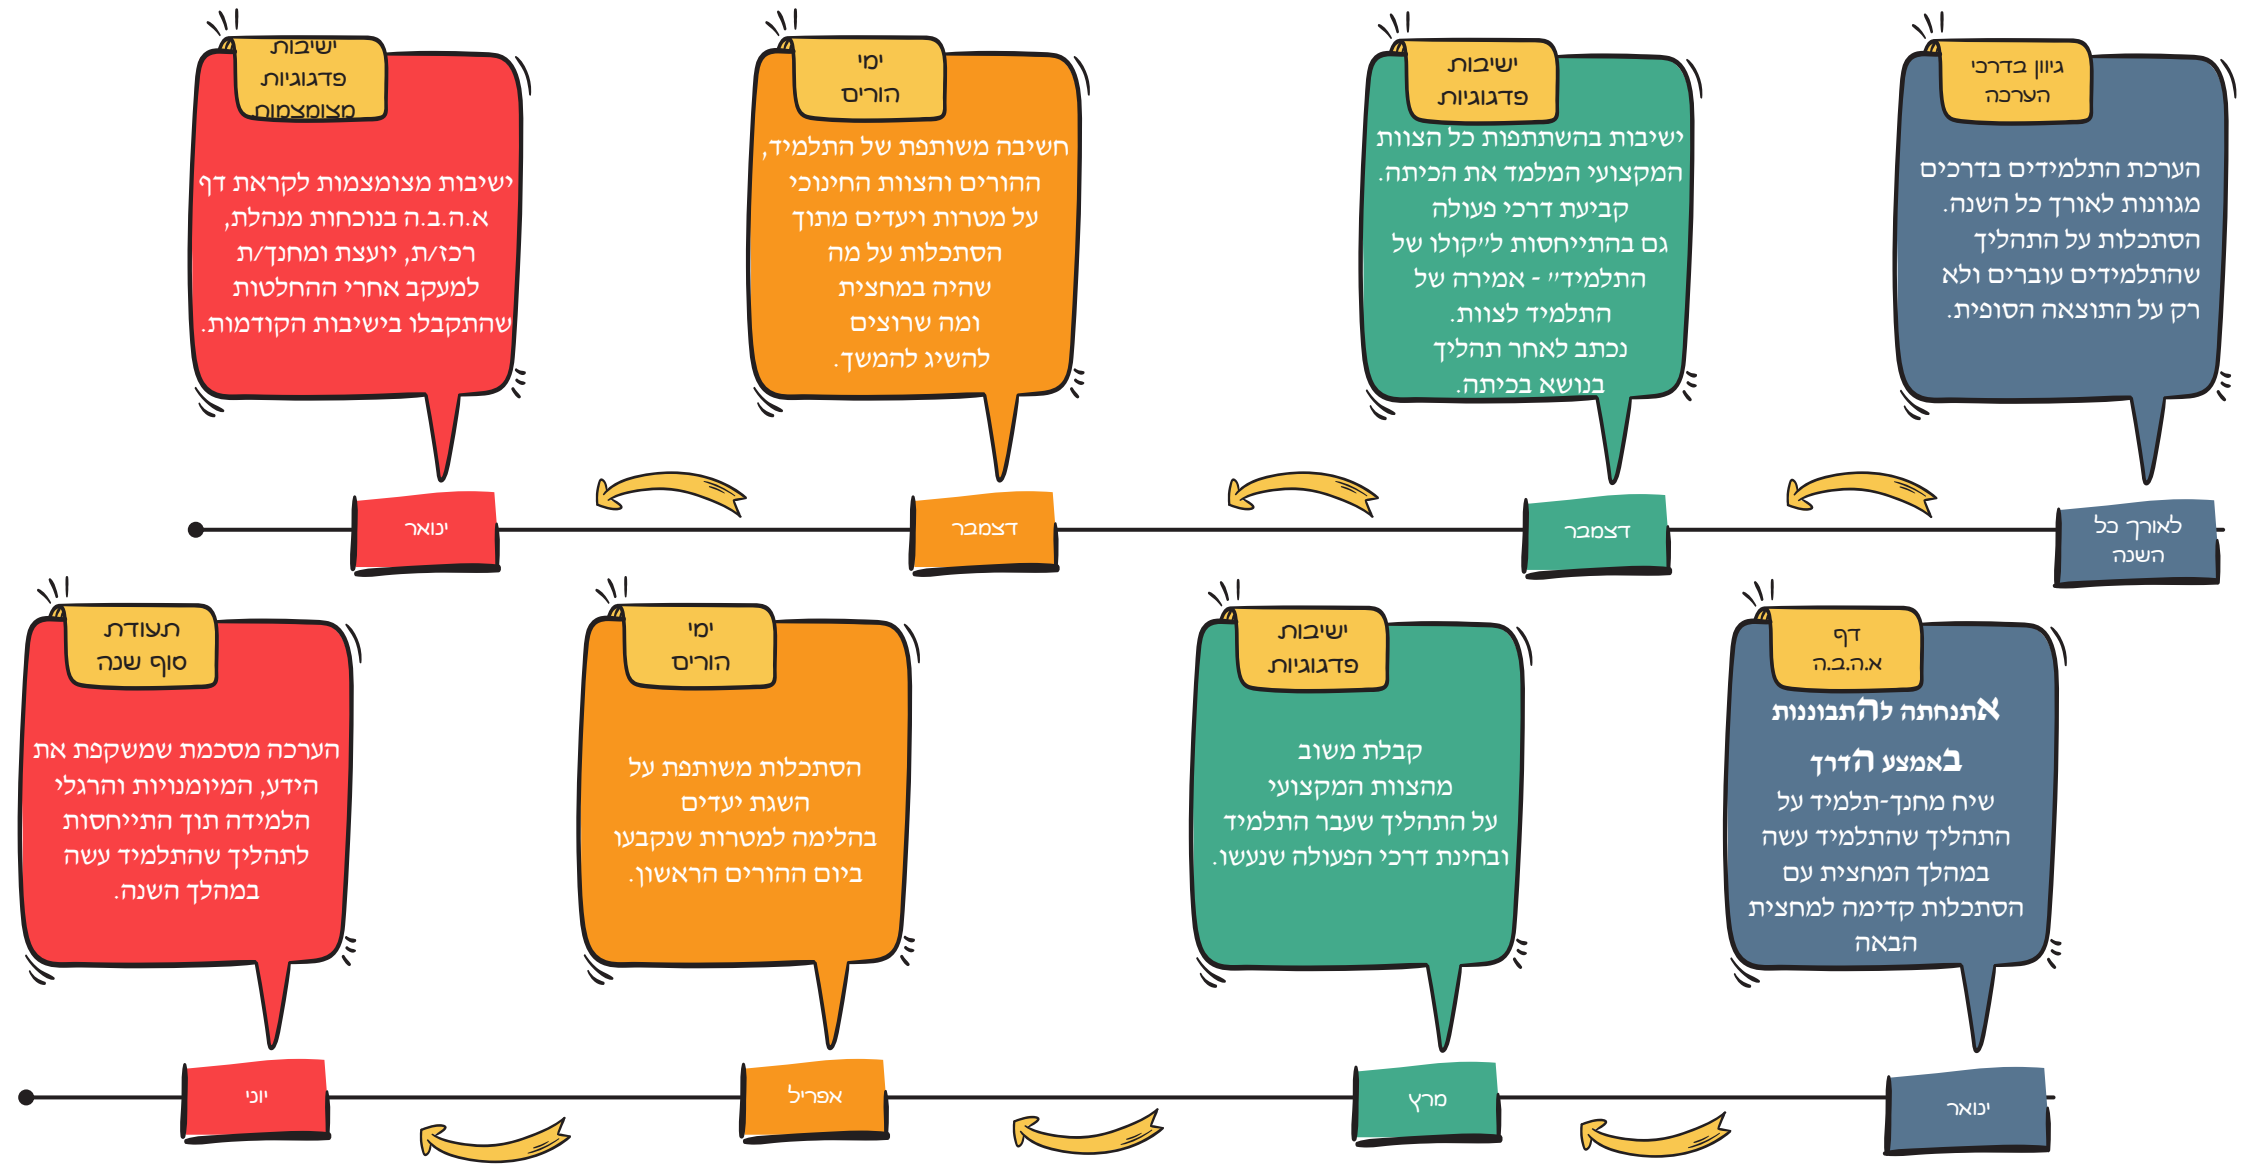 גיוון בדרכי
הערכה
הערכת התלמידים בדרכים
מגוונות לאורך כל השנה.
הסתכלות על התהליך
שהתלמידים עוברים ולא
רק על התוצאה הסופית.
לאורך כל
השנה
ישיבות
פדגוגיות
ישיבות בהשתתפות כל הצוות
המקצועי המלמד את הכיתה.
קביעת דרכי פעולה
גם בהתייחסות ל״קולו של
התלמיד״ - אמירה של
התלמיד לצוות.
נכתב לאחר תהליך
בנושא בכיתה.
דצמבר
ימי
הורים
חשיבה משותפת של התלמיד,
ההורים והצוות החינוכי
על מטרות ויעדים מתוך
הסתכלות על מה
שהיה במחצית
ומה שרוצים
להשיג להמשך.
דצמבר
ישיבות
פדגוגיות
מצומצמות
ישיבות מצומצמות לקראת דף
א.ה.ב.ה בנוכחות מנהלת,
רכז/ת, יועצת ומחנך/ת
למעקב אחרי ההחלטות
שהתקבלו בישיבות הקודמות.
ינואר
דף
א.ה.ב.ה
אתנחתה להתבוננות
באמצע הדרך
שיח מחנך-תלמיד על
התהליך שהתלמיד עשה
במהלך המחצית עם
הסתכלות קדימה למחצית
הבאה
ינואר
ישיבות
פדגוגיות
קבלת משוב
מהצוות המקצועי
על התהליך שעבר התלמיד
ובחינת דרכי הפעולה שנעשו.
מרץ
ימי
הורים
הסתכלות משותפת על
השגת יעדים
בהלימה למטרות שנקבעו
ביום ההורים הראשון.
אפריל
תעודת
סוף שנה
הערכה מסכמת שמשקפת את
הידע, המיומנויות והרגלי
הלמידה תוך התייחסות
לתהליך שהתלמיד עשה
במהלך השנה.
יוני